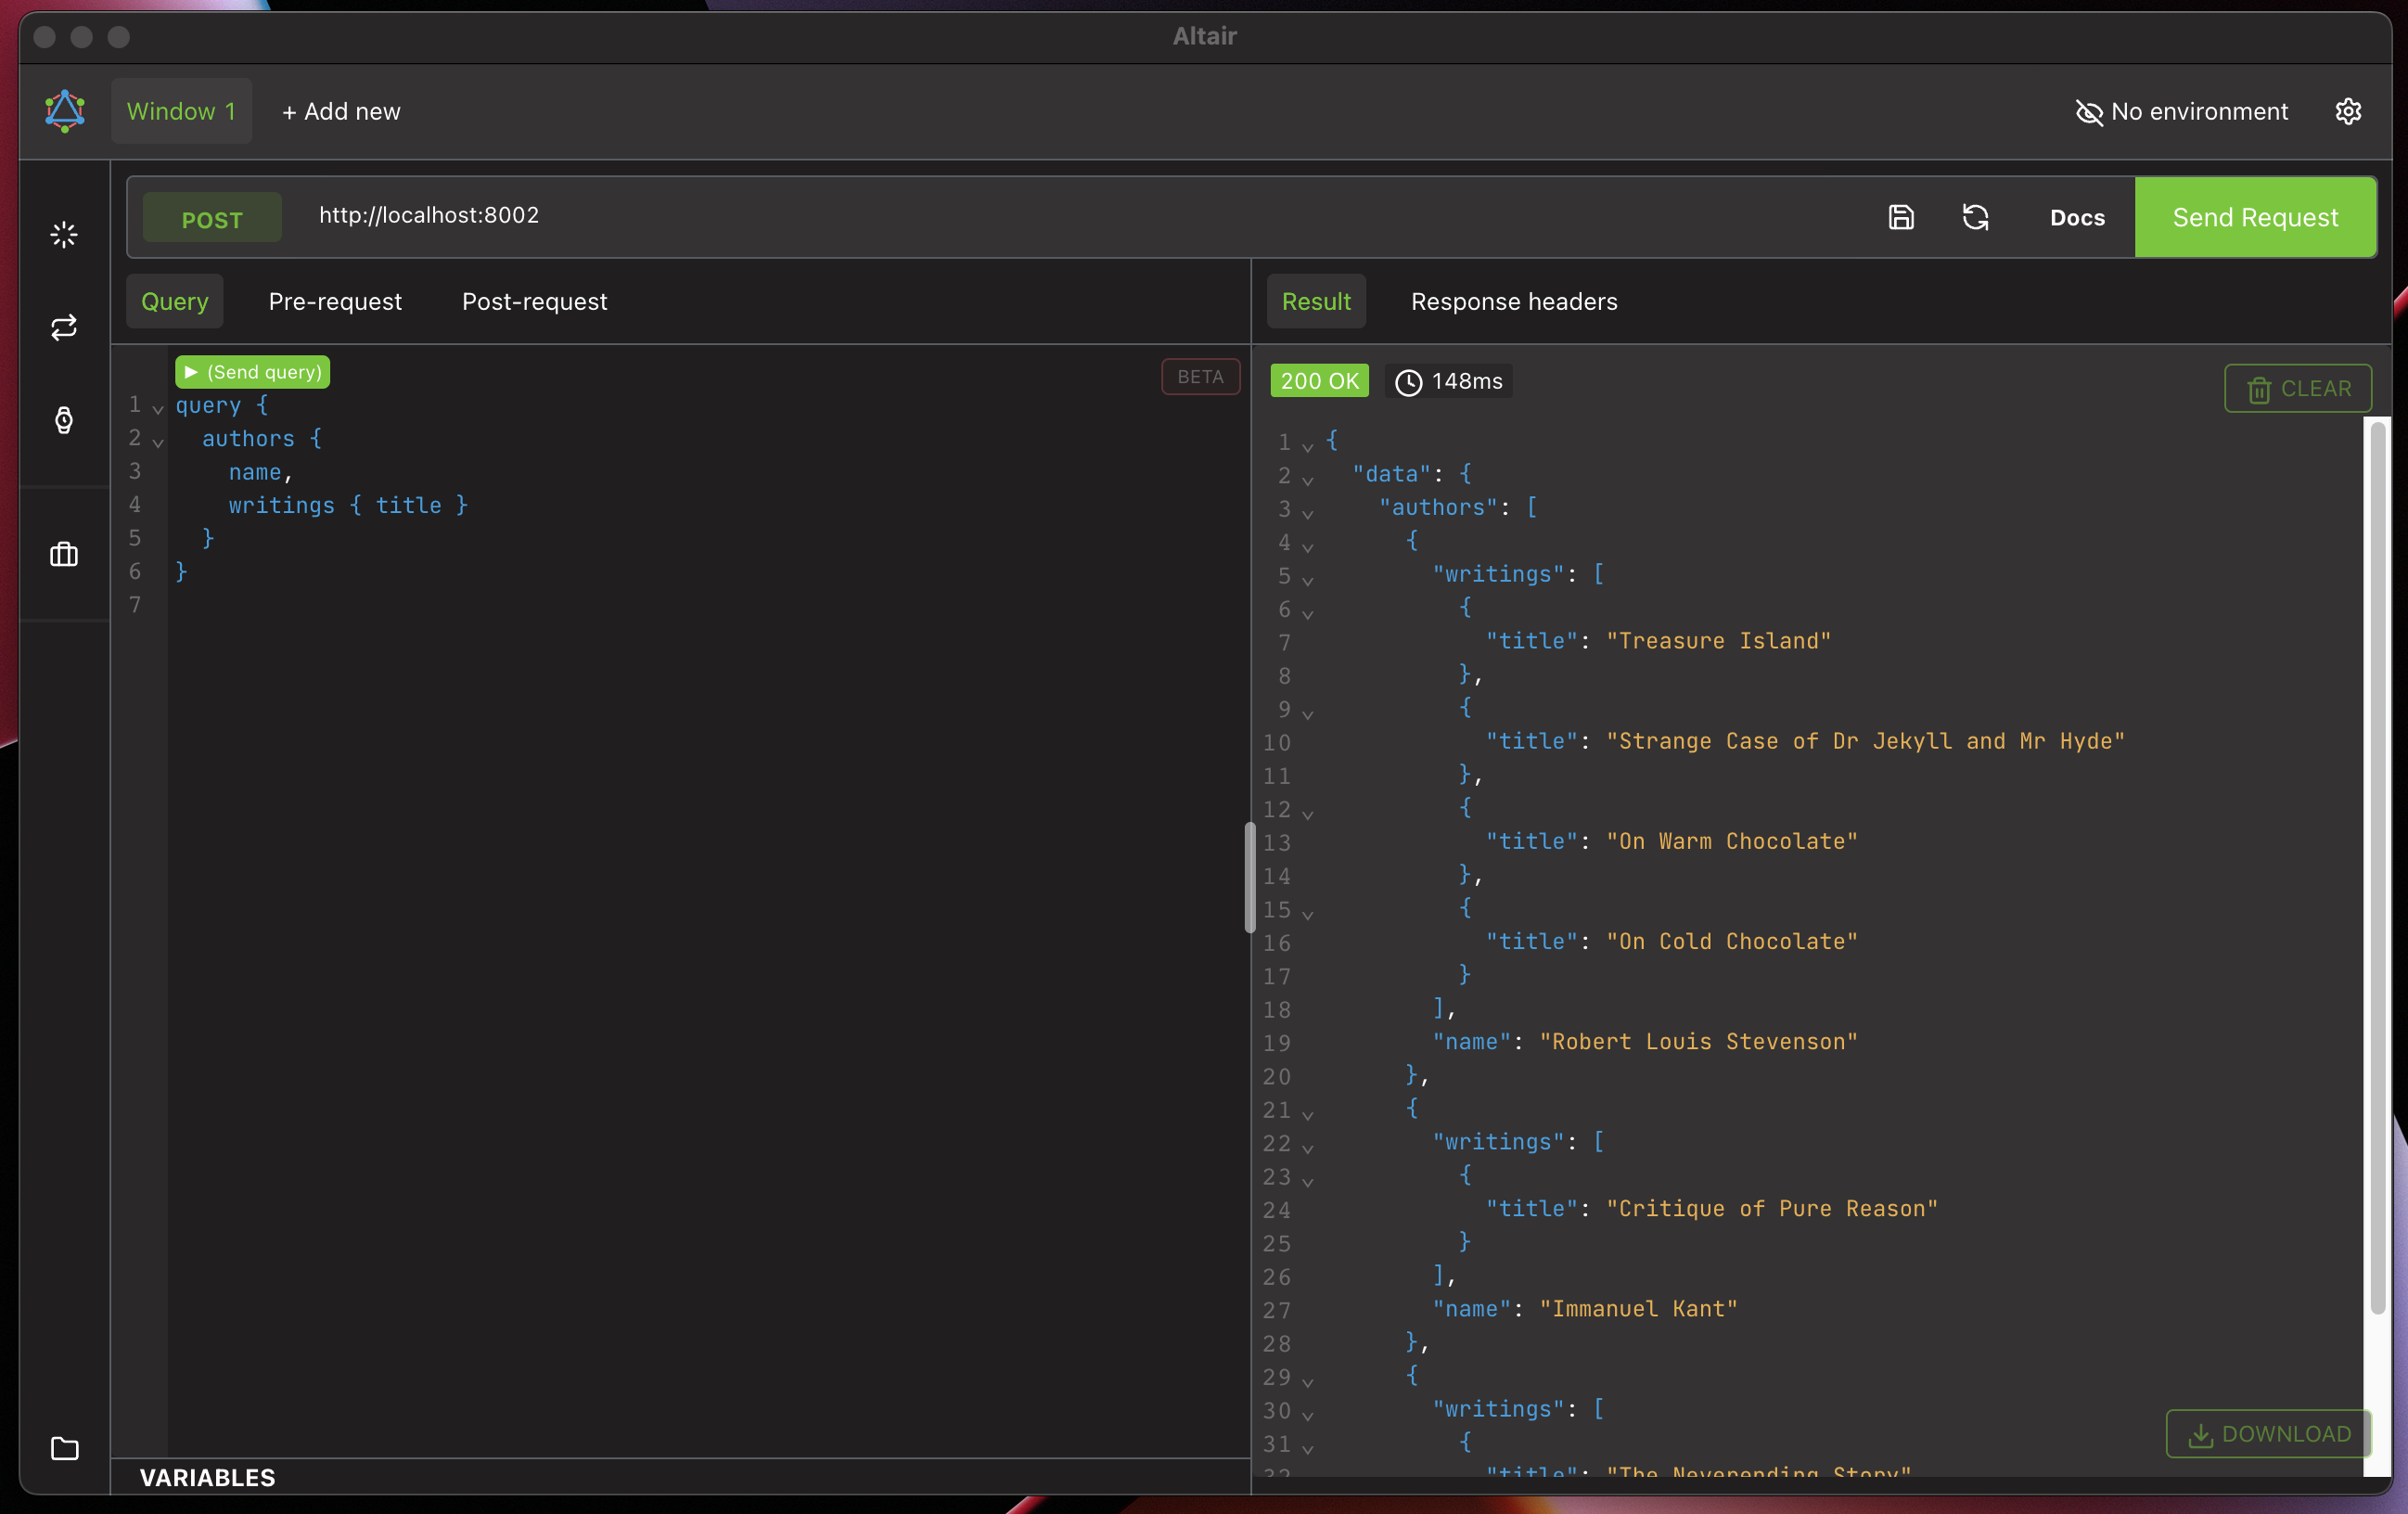 Altair
Window 1
+ Add new
No environment
POST
http://localhost:8002
Docs
Send Request
Query
Pre-request
Post-request
Result
Response headers
(Send query)
BETA
1 query {
2 authors {
3 name,
4 writings { title }
5 }
6 }
7
VARIABLES
200 OK
148ms
CLEAR
1 {
2 "data": {
3 "authors": [
4 {
5 "writings": [
6 {
7 "title": "Treasure Island"
8 },
9 {
10 "title": "Strange Case of Dr Jekyll and Mr Hyde"
11 },
12 {
13 "title": "On Warm Chocolate"
14 },
15 {
16 "title": "On Cold Chocolate"
17 }
18 ],
19 "name": "Robert Louis Stevenson"
20 },
21 {
22 "writings": [
23 {
24 "title": "Critique of Pure Reason"
25 }
26 ],
27 "name": "Immanuel Kant"
28 },
29 {
30 "writings": [
31 {
32 "title": "The Neverending Story"
DOWNLOAD